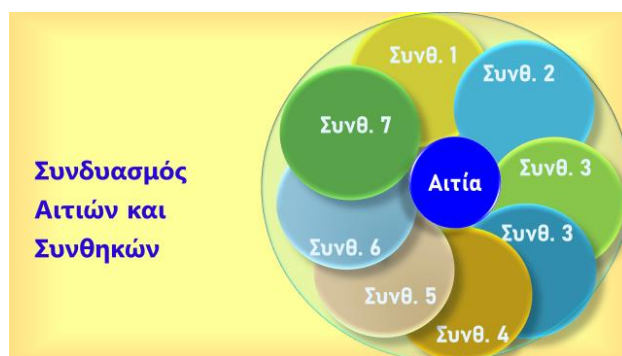 Συνδυασμός
Αιτιών και
Συνθηκών
Συνθ. 1
Συνθ. 2
Συνθ. 3
Συνθ. 3
Συνθ. 4
Συνθ. 5
Συνθ. 6
Συνθ. 7
Αιτία